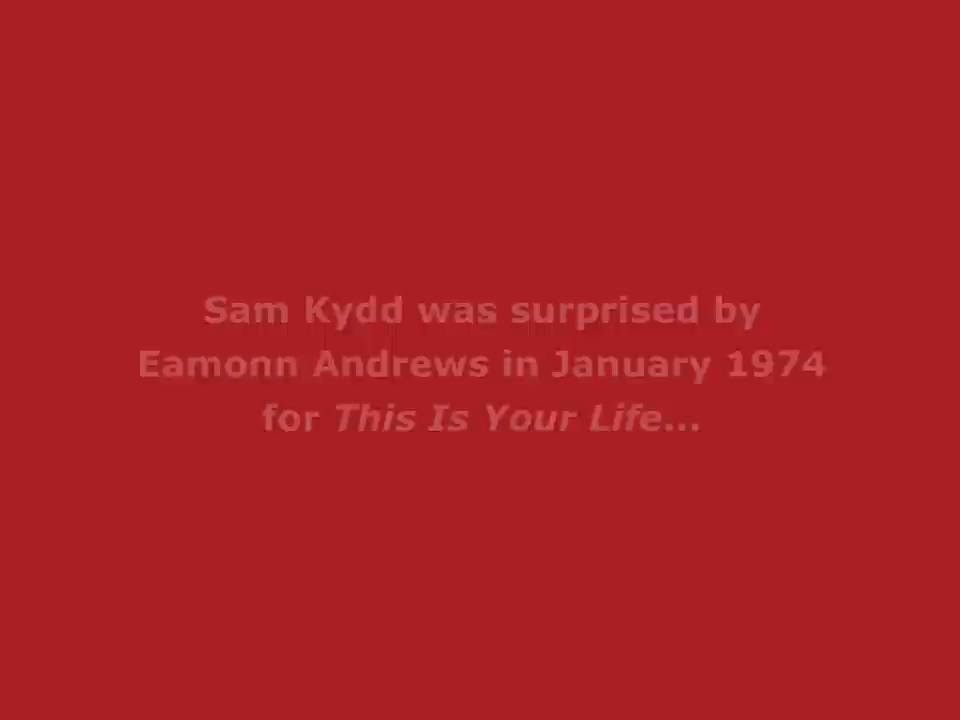 Sam Kydd was surprised by
Eamonn Andrews in January 1974
for This Is Your Life...